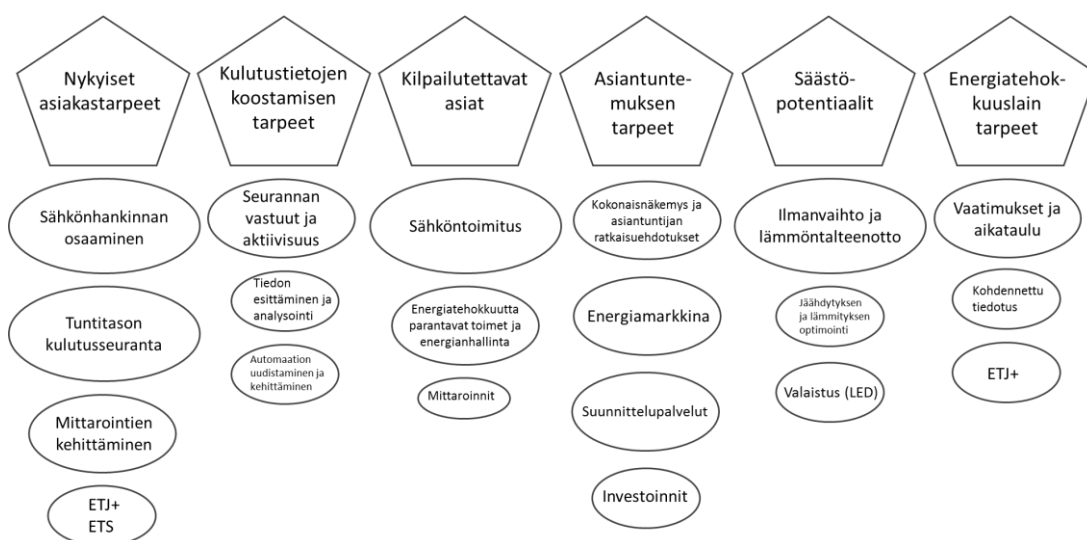 Nykyiset
asiakastarpeet
Kulutustietojen
koostamisen
tarpeet
Kilpailutettavat
asiat
Asiantunte-
muksen
tarpeet
Säästö-
potentiaalit
Energiatehok-
kuuslain
tarpeet
Sähkönhankinnan
osaaminen
Tuntitason
kulutusseuranta
Mittarointien
kehittäminen
ETJ+
ETS
Seurannan
vastuut ja
aktiivisuus
Tiedon
esittäminen ja
analysointi
Automaation
uudistaminen ja
kehittäminen
Sähköntoimitus
Energiatehokkuutta
parantavat toimet ja
energianhallinta
Mittaroinnit
Kokonaisnäkemys ja
asiantuntijan
ratkaisuehdotukset
Energiamarkkina
Suunnittelupalvelut
Investoinnit
Ilmanvaihto ja
lämmöntalteenotto
Jäähdytyksen
ja lämmityksen
optimointi
Valaistus (LED)
Vaatimukset ja
aikataulu
Kohdennettu
tiedotus
ETJ+